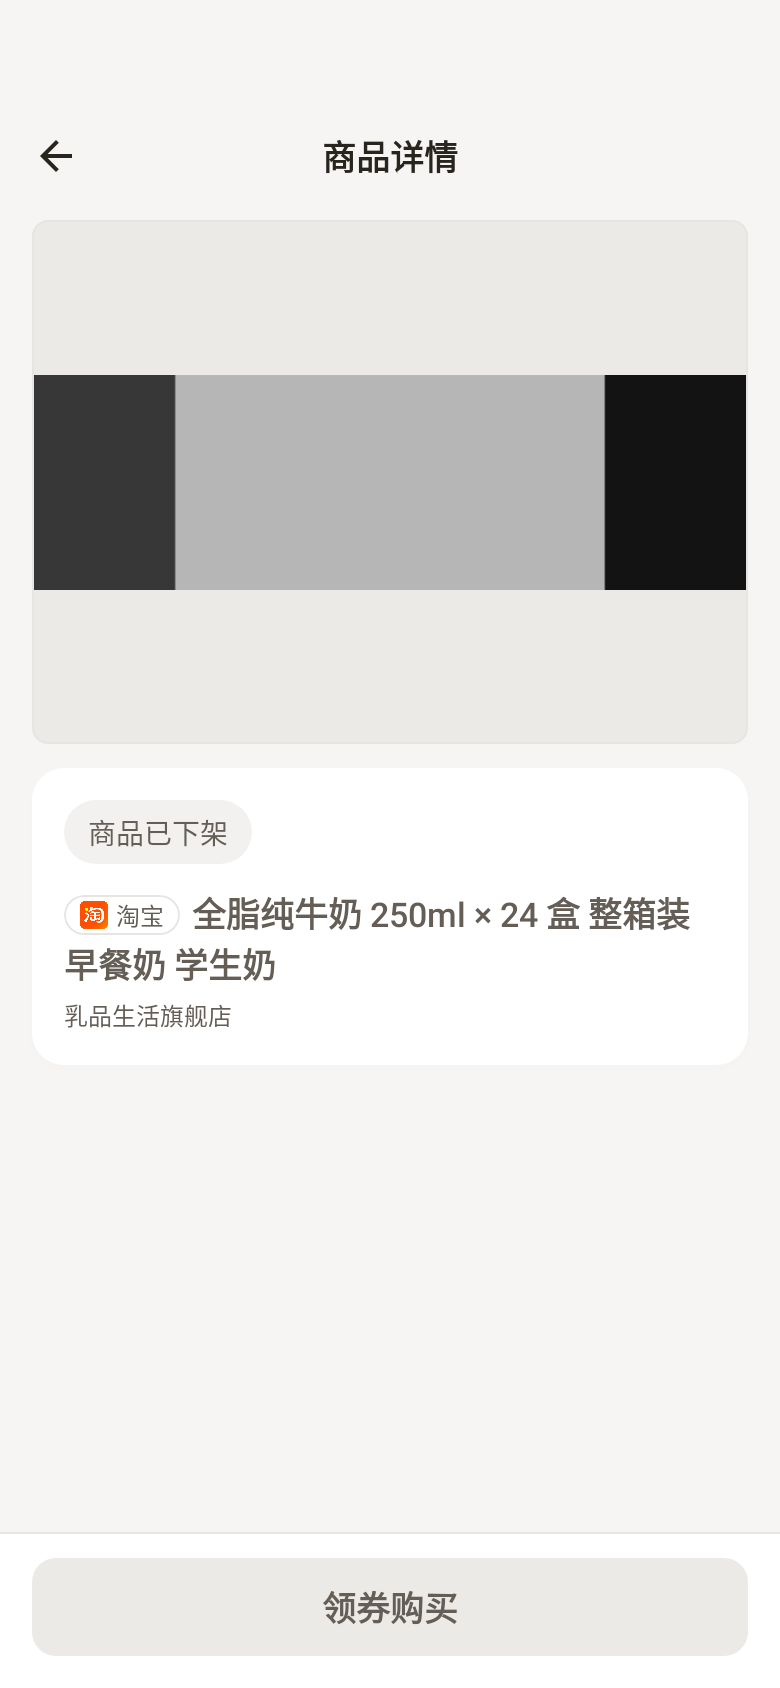 商品详情
商品已下架
淘 淘宝 全脂纯牛奶 250ml × 24 盒 整箱装
早餐奶 学生奶
乳品生活旗舰店
领券购买